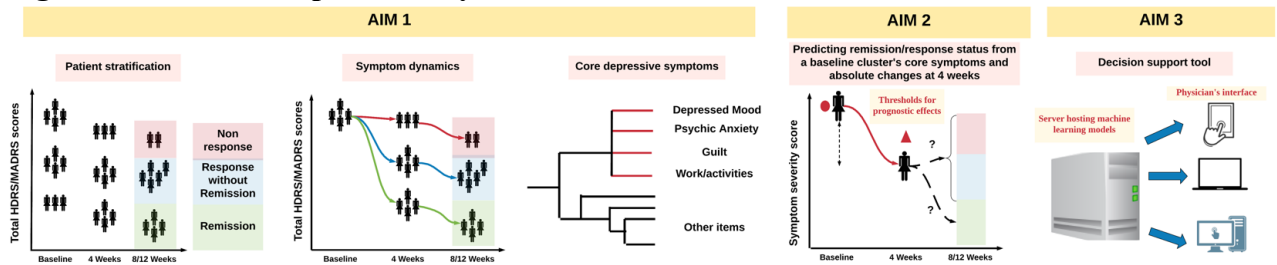 AIM 1
Patient stratification
Total HDRS/MADRS scores
Non
response
Response
without
Remission
Remission
Baseline
4 Weeks
8/12 Weeks
Symptom dynamics
Total HDRS/MADRS scores
Baseline
4 Weeks
8/12 Weeks
Core depressive symptoms
Depressed Mood
Psychic Anxiety
Guilt
Work/activities
Other items
AIM 2
Predicting remission/response status from
a baseline cluster's core symptoms and
absolute changes at 4 weeks
Symptom severity score
Thresholds for
prognostic effects
?
?
Baseline
4 Weeks
8/12 Weeks
AIM 3
Decision support tool
Physician's interface
Server hosting machine
learning models